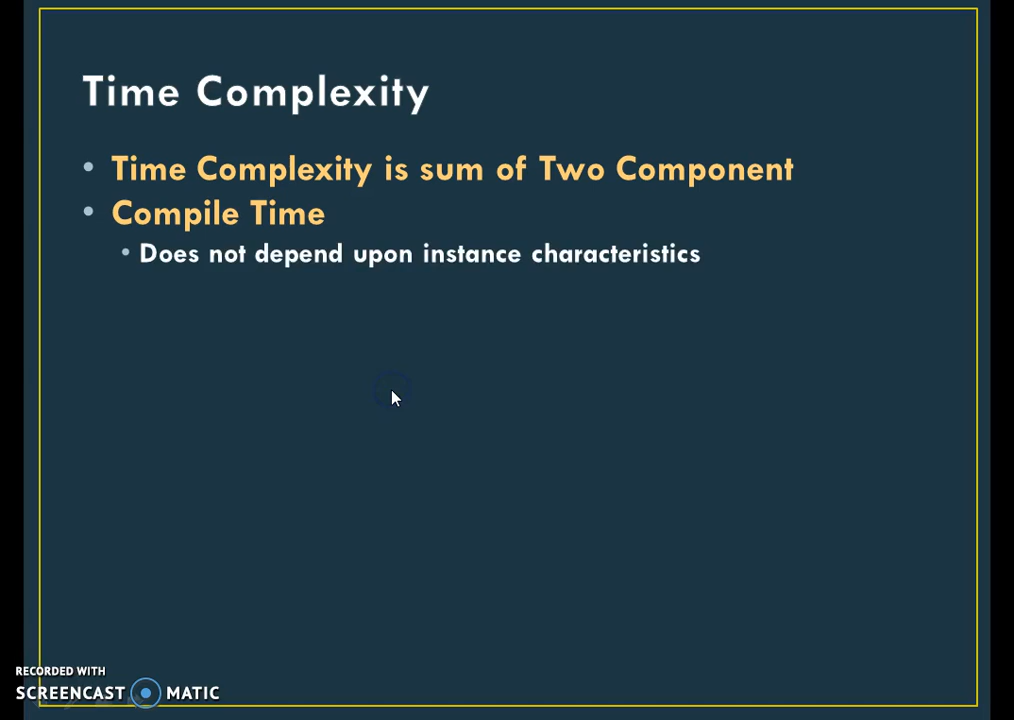 Time Complexity
• Time Complexity is sum of Two Component
• Compile Time
• Does not depend upon instance characteristics
RECORDED WITH
SCREENCAST MATIC